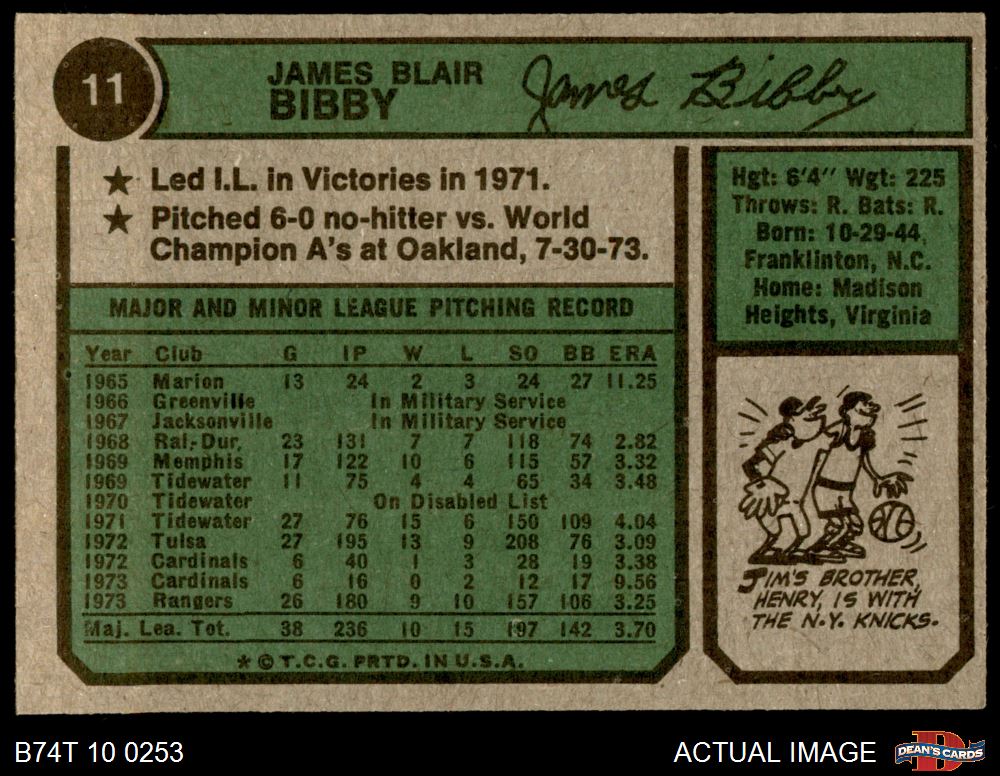 11
JAMES BLAIR
BIBBY
James Bibby
★ Led I.L. in Victories in 1971.
★ Pitched 6-0 no-hitter vs. World
Champion A's at Oakland, 7-30-73.
MAJOR AND MINOR LEAGUE PITCHING RECORD
Year Club G IP W L SO BB ERA
1965 Marion 13 24 2 3 24 27 11.25
1966 Greenville In Military Service
1967 Jacksonville In Military Service
1968 Ral.-Dur. 23 131 7 7 118 74 2.82
1969 Memphis 17 122 10 6 115 57 3.32
1969 Tidewater 11 75 4 4 65 34 3.48
1970 Tidewater On Disabled List
1971 Tidewater 27 76 15 6 150 109 4.04
1972 Tulsa 27 195 13 9 208 76 3.09
1972 Cardinals 6 40 1 3 28 19 3.38
1973 Cardinals 6 16 0 2 12 17 9.56
1973 Rangers 26 180 9 10 157 106 3.25
Maj. Lea. Tot. 38 236 10 15 197 142 3.70
★ © T.C.G. PRTD. IN U.S.A.
Hgt: 6'4" Wgt: 225
Throws: R. Bats: R.
Born: 10-29-44
Franklinton, N.C.
Home: Madison
Heights, Virginia
JIM'S BROTHER,
HENRY, IS WITH
THE N.Y. KNICKS.
B74T 10 0253
ACTUAL IMAGE
DEAN'S CARDS